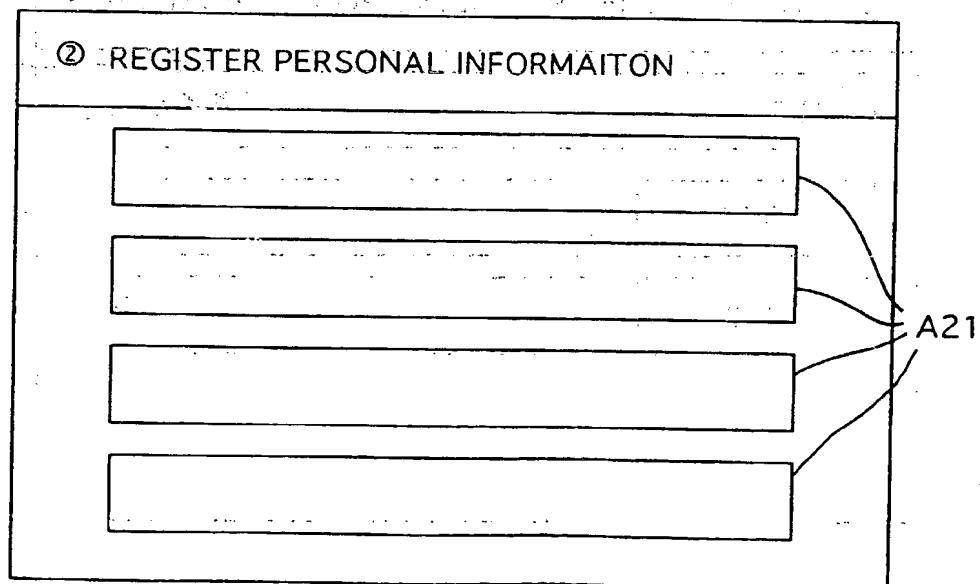 ② REGISTER PERSONAL INFORMAITON
A21